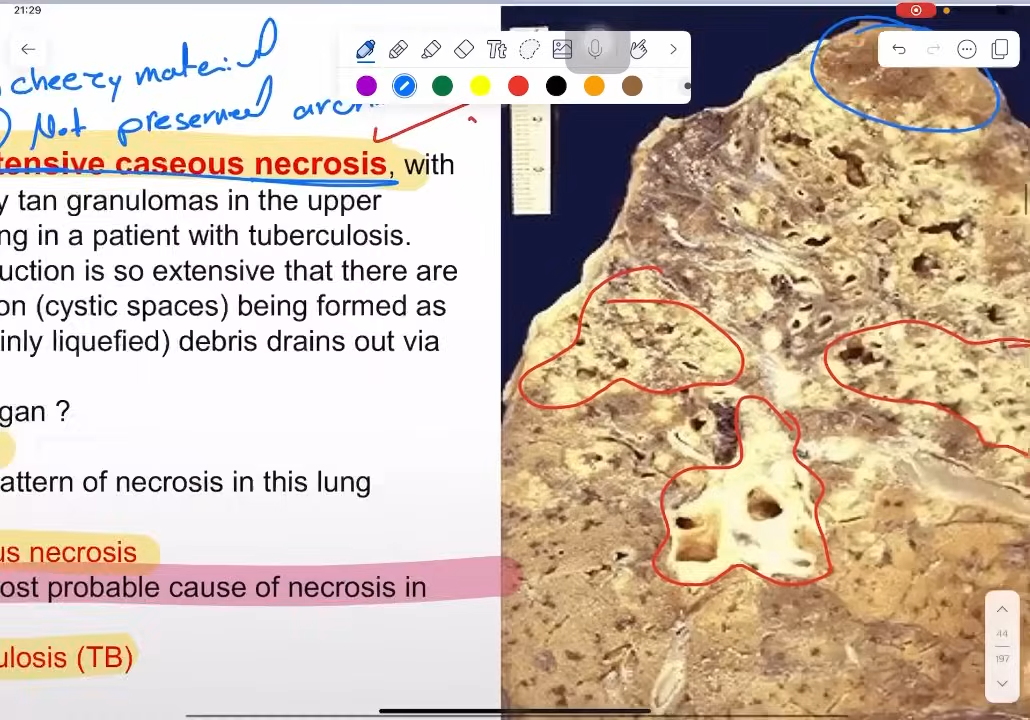 21:29
cheezy material
Not preserved arch
Tt
tensive caseous necrosis, with
y tan granulomas in the upper
ng in a patient with tuberculosis.
uction is so extensive that there are
on (cystic spaces) being formed as
inly liquefied) debris drains out via
gan ?
attern of necrosis in this lung
us necrosis
ost probable cause of necrosis in
ulosis (TB)
44
197